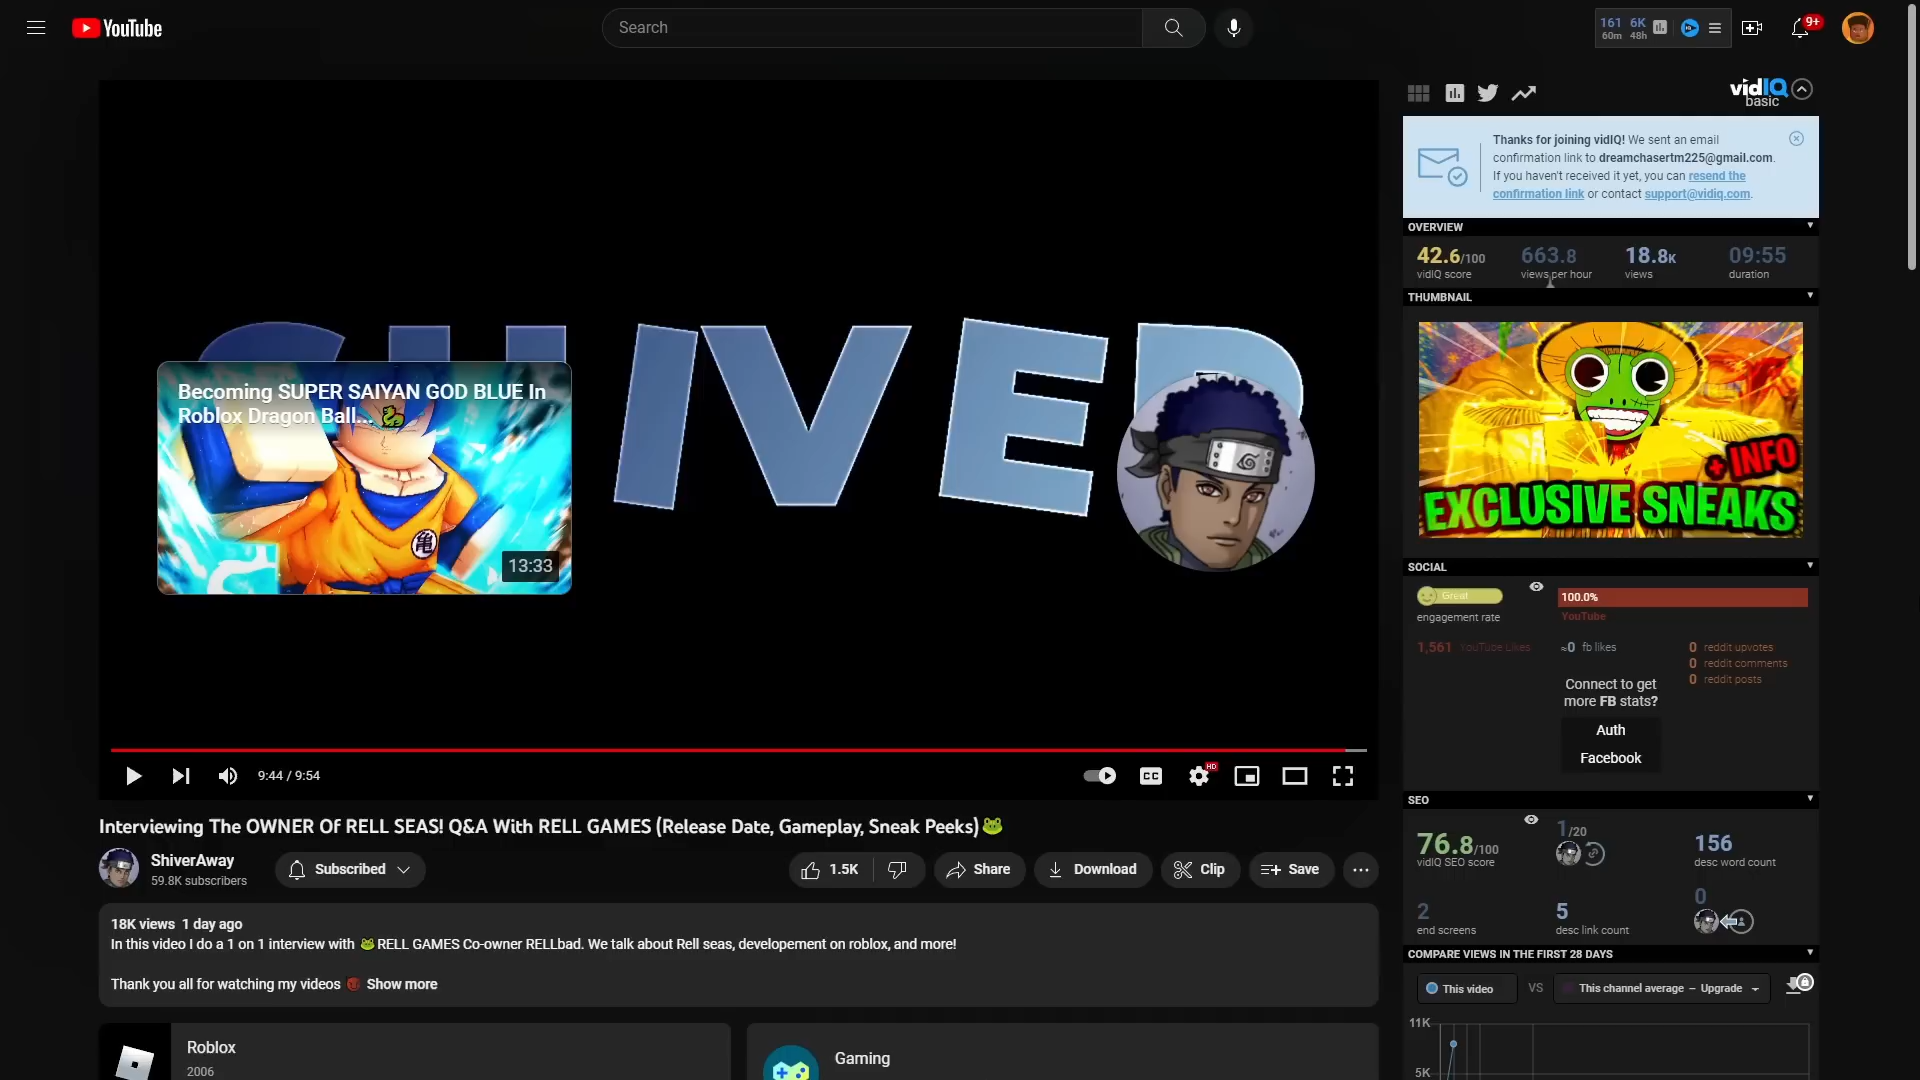 YouTube
Search
161 6K
60m 48h
9+
SHIVER
Becoming SUPER SAIYAN GOD BLUE In
Roblox Dragon Ball...
亀
13:33
9:44 / 9:54
CC
HD
Interviewing The OWNER Of RELL SEAS! Q&A With RELL GAMES (Release Date, Gameplay, Sneak Peeks)🐸
ShiverAway
59.8K subscribers
Subscribed
1.5K
Share
Download
Clip
Save
18K views 1 day ago
In this video I do a 1 on 1 interview with 🐸RELL GAMES Co-owner RELLbad. We talk about Rell seas, developement on roblox, and more!
Thank you all for watching my videos Show more
Roblox
2006
Gaming
vidIQ
basic
Thanks for joining vidIQ! We sent an email
confirmation link to dreamchasertm225@gmail.com.
If you haven't received it yet, you can resend the
confirmation link or contact support@vidiq.com.
OVERVIEW
42.6/100 663.8 18.8K 09:55
vidIQ score views per hour views duration
THUMBNAIL
+ INFO
EXCLUSIVE SNEAKS
SOCIAL
Great
engagement rate
100.0%
YouTube
1,561 YouTube Likes
≈0 fb likes
0 reddit upvotes
0 reddit comments
0 reddit posts
Connect to get
more FB stats?
Auth
Facebook
SEO
76.8/100
vidIQ SEO score
1/20
156
desc word count
2
end screens
5
desc link count
0
COMPARE VIEWS IN THE FIRST 28 DAYS
This video VS This channel average – Upgrade
11K
5K